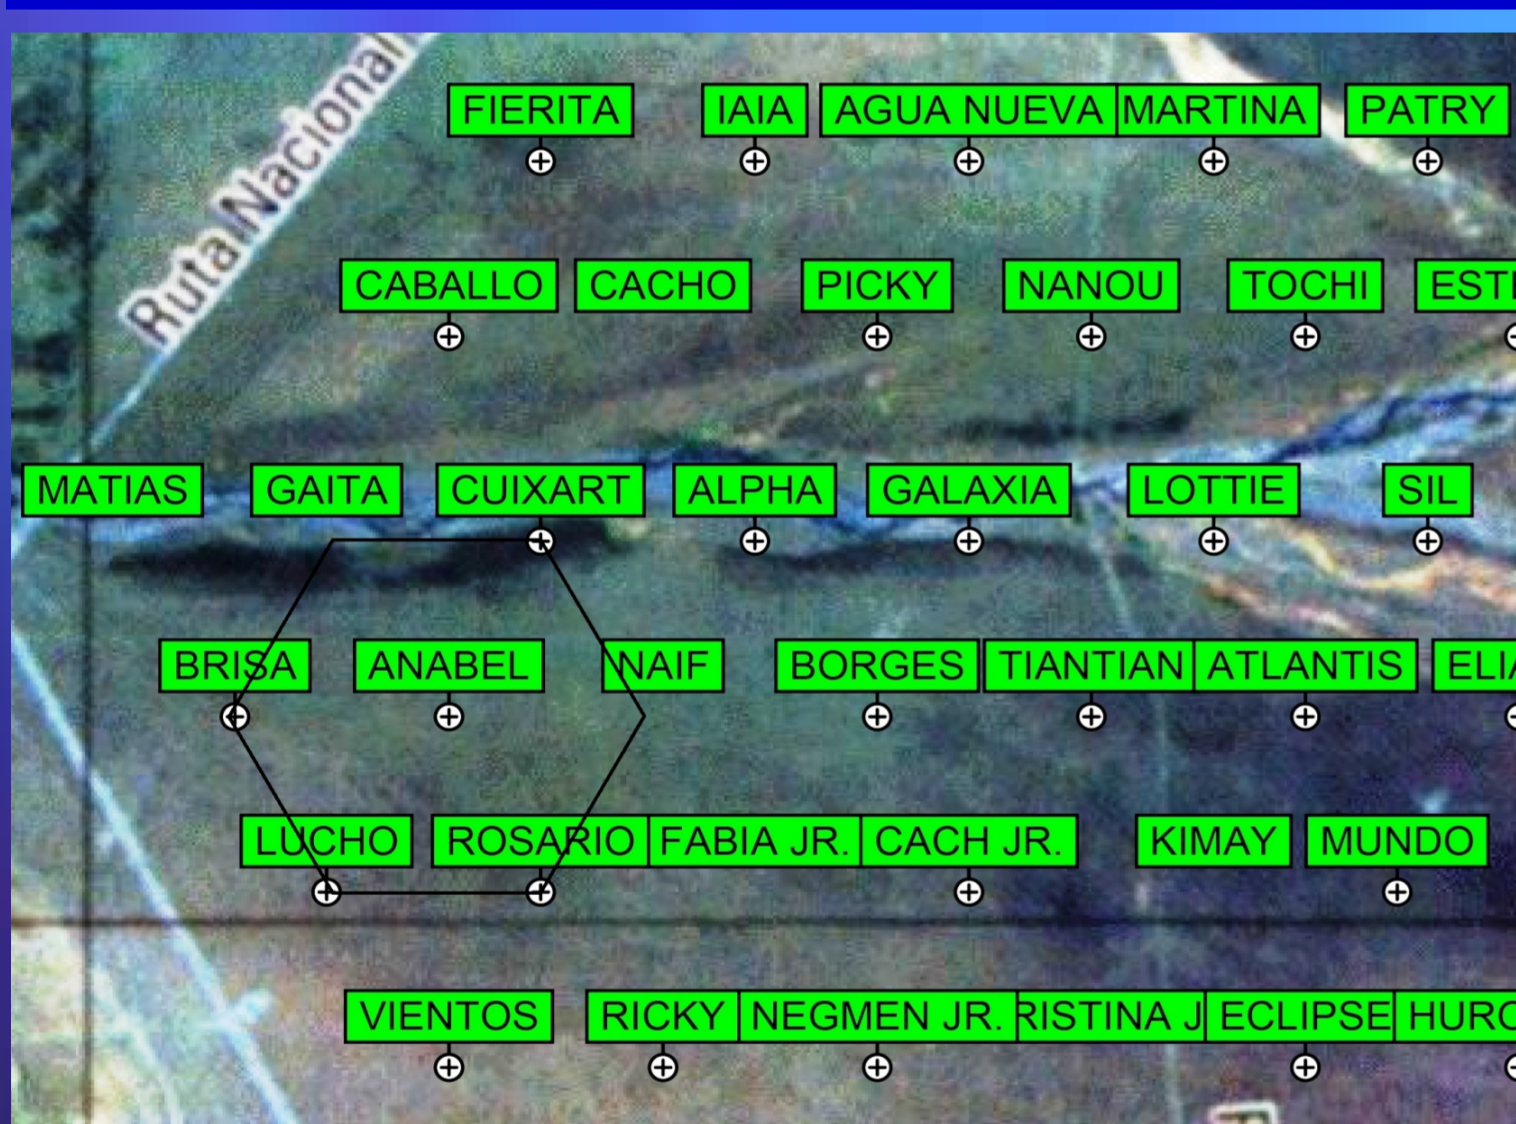 Ruta Nacional
FIERITA IAIA AGUA NUEVA MARTINA PATRY
CABALLO CACHO PICKY NANOU TOCHI
MATIAS GAITA CUIXART ALPHA GALAXIA LOTTIE SIL
BRISA ANABEL NAIF BORGES TIANTIAN ATLANTIS
LUCHO ROSARIO FABIA JR. CACH JR. KIMAY MUNDO
VIENTOS RICKY NEGMEN JR. RISTINA J ECLIPSE